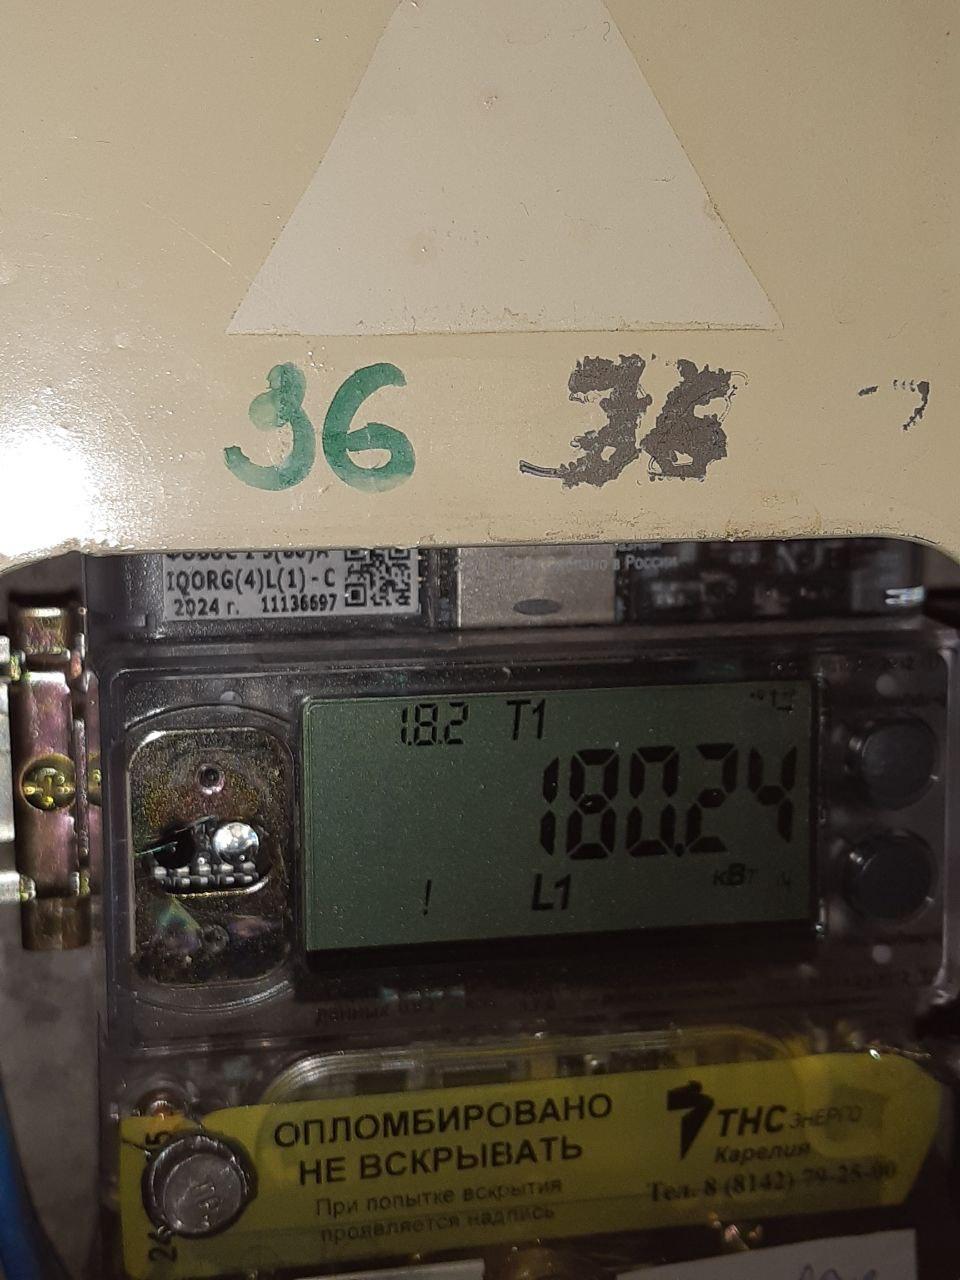 36 36
IQORG(4)L(1)-C
2024 г. 11136697
России
1.8.2 T1
180.24
! L1 кВт ч
ОПЛОМБИРОВАНО
НЕ ВСКРЫВАТЬ
При попытке вскрытия
проявляется надпись
ТНС ЭНЕРГО
Карелия
Тел. 8 (8142) 79-25-00